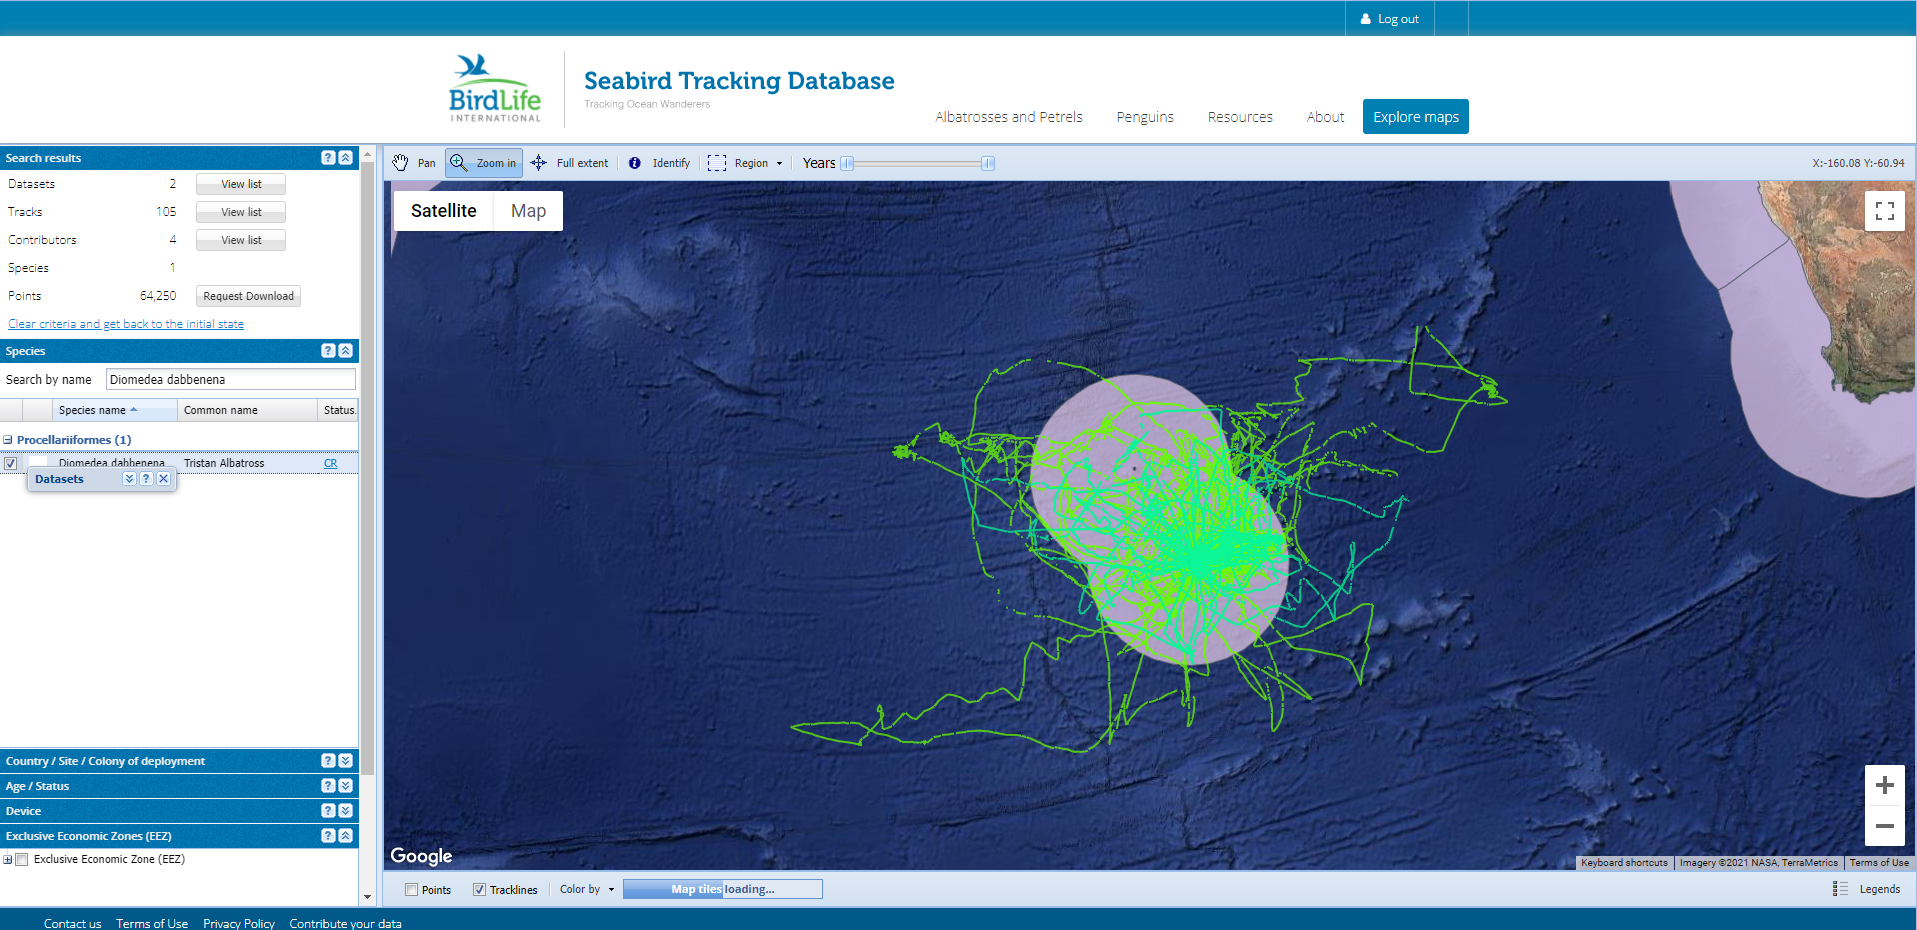 Log out
BirdLife
INTERNATIONAL
Seabird Tracking Database
Tracking Ocean Wanderers
Albatrosses and Petrels Penguins Resources About Explore maps
Search results ? 
Datasets 2 View list
Tracks 105 View list
Contributors 4 View list
Species 1
Points 64,250 Request Download
Clear criteria and get back to the initial state
Species ?
Search by name Diomedea dabbenena
Species name Common name Status.
Procellariiformes (1)
Diomedea dabbenena Tristan Albatross CR
Datasets ?
Country / Site / Colony of deployment ?
Age / Status ?
Device ?
Exclusive Economic Zones (EEZ) ?
Exclusive Economic Zone (EEZ)
Pan Zoom in Full extent Identify Region Years X:-160.08 Y:-60.94
Satellite Map
Google
Keyboard shortcuts Imagery ©2021 NASA, TerraMetrics Terms of Use
Points Tracklines Color by Map tiles loading... Legends
Contact us Terms of Use Privacy Policy Contribute your data